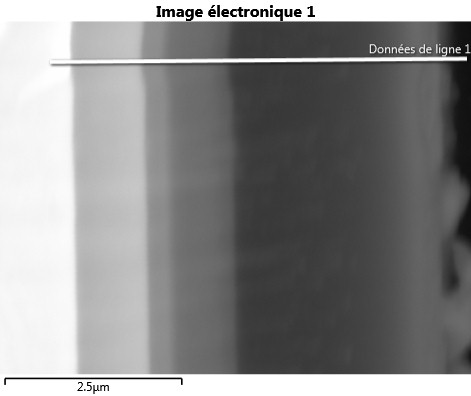 Image électronique 1
Données de ligne 1
2.5µm